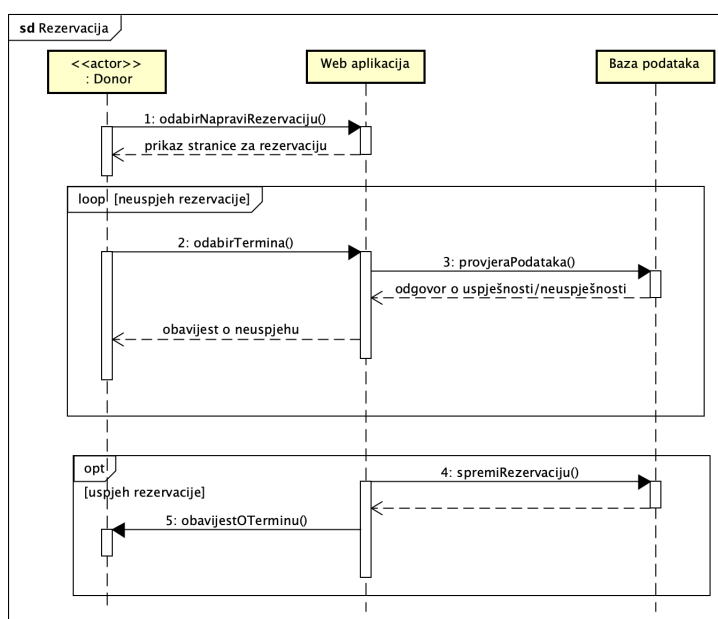 sd Rezervacija
<<actor>>
: Donor
Web aplikacija
Baza podataka
1: odabirNapraviRezervaciju()
prikaz stranice za rezervaciju
loop [neuspjeh rezervacije]
2: odabirTermina()
3: provjeraPodataka()
odgovor o uspješnosti/neuspješnosti
obavijest o neuspjehu
opt
4: spremiRezervaciju()
[uspjeh rezervacije]
5: obavijestOTerminu()